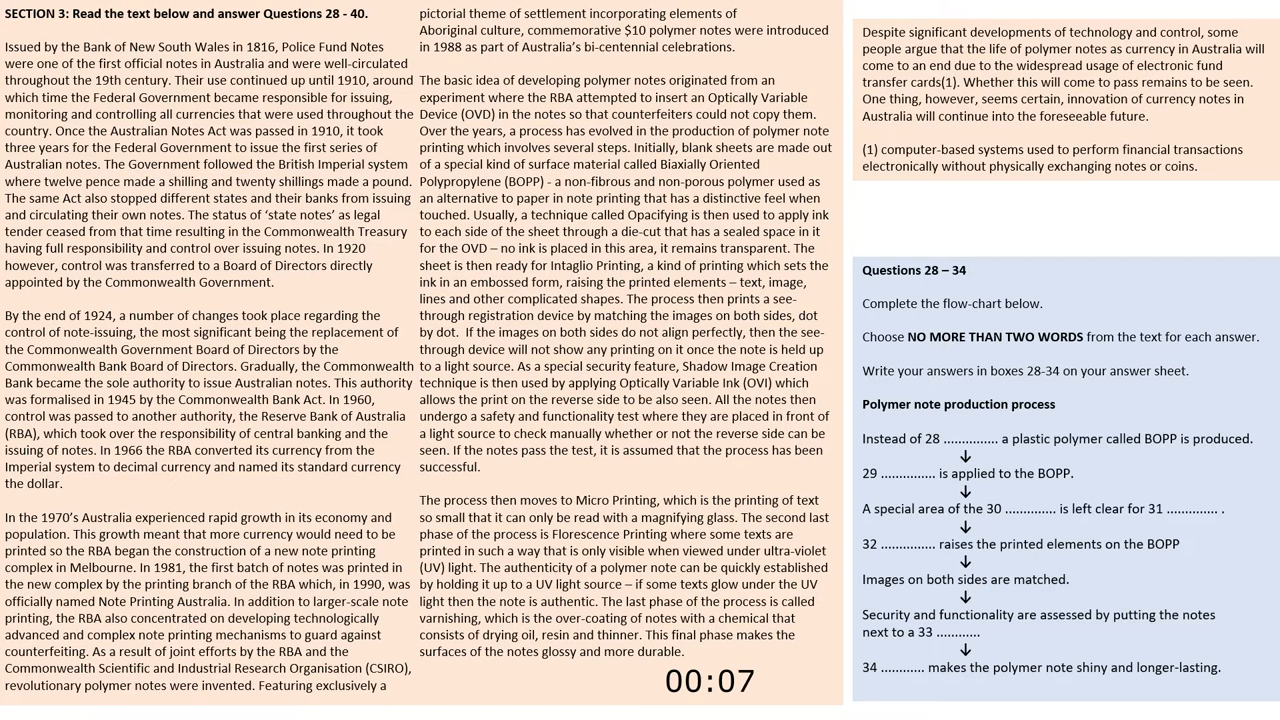 SECTION 3: Read the text below and answer Questions 28 - 40.
Issued by the Bank of New South Wales in 1816, Police Fund Notes
were one of the first official notes in Australia and were well-circulated
throughout the 19th century. Their use continued up until 1910, around
which time the Federal Government became responsible for issuing,
monitoring and controlling all currencies that were used throughout the
country. Once the Australian Notes Act was passed in 1910, it took
three years for the Federal Government to issue the first series of
Australian notes. The Government followed the British Imperial system
where twelve pence made a shilling and twenty shillings made a pound.
The same Act also stopped different states and their banks from issuing
and circulating their own notes. The status of ‘state notes’ as legal
tender ceased from that time resulting in the Commonwealth Treasury
having full responsibility and control over issuing notes. In 1920
however, control was transferred to a Board of Directors directly
appointed by the Commonwealth Government.
By the end of 1924, a number of changes took place regarding the
control of note-issuing, the most significant being the replacement of
the Commonwealth Government Board of Directors by the
Commonwealth Bank Board of Directors. Gradually, the Commonwealth
Bank became the sole authority to issue Australian notes. This authority
was formalised in 1945 by the Commonwealth Bank Act. In 1960,
control was passed to another authority, the Reserve Bank of Australia
(RBA), which took over the responsibility of central banking and the
issuing of notes. In 1966 the RBA converted its currency from the
Imperial system to decimal currency and named its standard currency
the dollar.
In the 1970’s Australia experienced rapid growth in its economy and
population. This growth meant that more currency would need to be
printed so the RBA began the construction of a new note printing
complex in Melbourne. In 1981, the first batch of notes was printed in
the new complex by the printing branch of the RBA which, in 1990, was
officially named Note Printing Australia. In addition to larger-scale note
printing, the RBA also concentrated on developing technologically
advanced and complex note printing mechanisms to guard against
counterfeiting. As a result of joint efforts by the RBA and the
Commonwealth Scientific and Industrial Research Organisation (CSIRO),
revolutionary polymer notes were invented. Featuring exclusively a
pictorial theme of settlement incorporating elements of
Aboriginal culture, commemorative $10 polymer notes were introduced
in 1988 as part of Australia’s bi-centennial celebrations.
The basic idea of developing polymer notes originated from an
experiment where the RBA attempted to insert an Optically Variable
Device (OVD) in the notes so that counterfeiters could not copy them.
Over the years, a process has evolved in the production of polymer note
printing which involves several steps. Initially, blank sheets are made out
of a special kind of surface material called Biaxially Oriented
Polypropylene (BOPP) - a non-fibrous and non-porous polymer used as
an alternative to paper in note printing that has a distinctive feel when
touched. Usually, a technique called Opacifying is then used to apply ink
to each side of the sheet through a die-cut that has a sealed space in it
for the OVD – no ink is placed in this area, it remains transparent. The
sheet is then ready for Intaglio Printing, a kind of printing which sets the
ink in an embossed form, raising the printed elements – text, image,
lines and other complicated shapes. The process then prints a see-
through registration device by matching the images on both sides, dot
by dot. If the images on both sides do not align perfectly, then the see-
through device will not show any printing on it once the note is held up
to a light source. As a special security feature, Shadow Image Creation
technique is then used by applying Optically Variable Ink (OVI) which
allows the print on the reverse side to be also seen. All the notes then
undergo a safety and functionality test where they are placed in front of
a light source to check manually whether or not the reverse side can be
seen. If the notes pass the test, it is assumed that the process has been
successful.
The process then moves to Micro Printing, which is the printing of text
so small that it can only be read with a magnifying glass. The second last
phase of the process is Florescence Printing where some texts are
printed in such a way that is only visible when viewed under ultra-violet
(UV) light. The authenticity of a polymer note can be quickly established
by holding it up to a UV light source – if some texts glow under the UV
light then the note is authentic. The last phase of the process is called
varnishing, which is the over-coating of notes with a chemical that
consists of drying oil, resin and thinner. This final phase makes the
surfaces of the notes glossy and more durable.
00:07
Despite significant developments of technology and control, some
people argue that the life of polymer notes as currency in Australia will
come to an end due to the widespread usage of electronic fund
transfer cards(1). Whether this will come to pass remains to be seen.
One thing, however, seems certain, innovation of currency notes in
Australia will continue into the foreseeable future.
(1) computer-based systems used to perform financial transactions
electronically without physically exchanging notes or coins.
Questions 28 – 34
Complete the flow-chart below.
Choose NO MORE THAN TWO WORDS from the text for each answer.
Write your answers in boxes 28-34 on your answer sheet.
Polymer note production process
Instead of 28 .............. a plastic polymer called BOPP is produced.
↓
29 ............... is applied to the BOPP.
↓
A special area of the 30 ............. is left clear for 31 ............. .
↓
32 .............. raises the printed elements on the BOPP
↓
Images on both sides are matched.
↓
Security and functionality are assessed by putting the notes
next to a 33 ............
↓
34 ............ makes the polymer note shiny and longer-lasting.